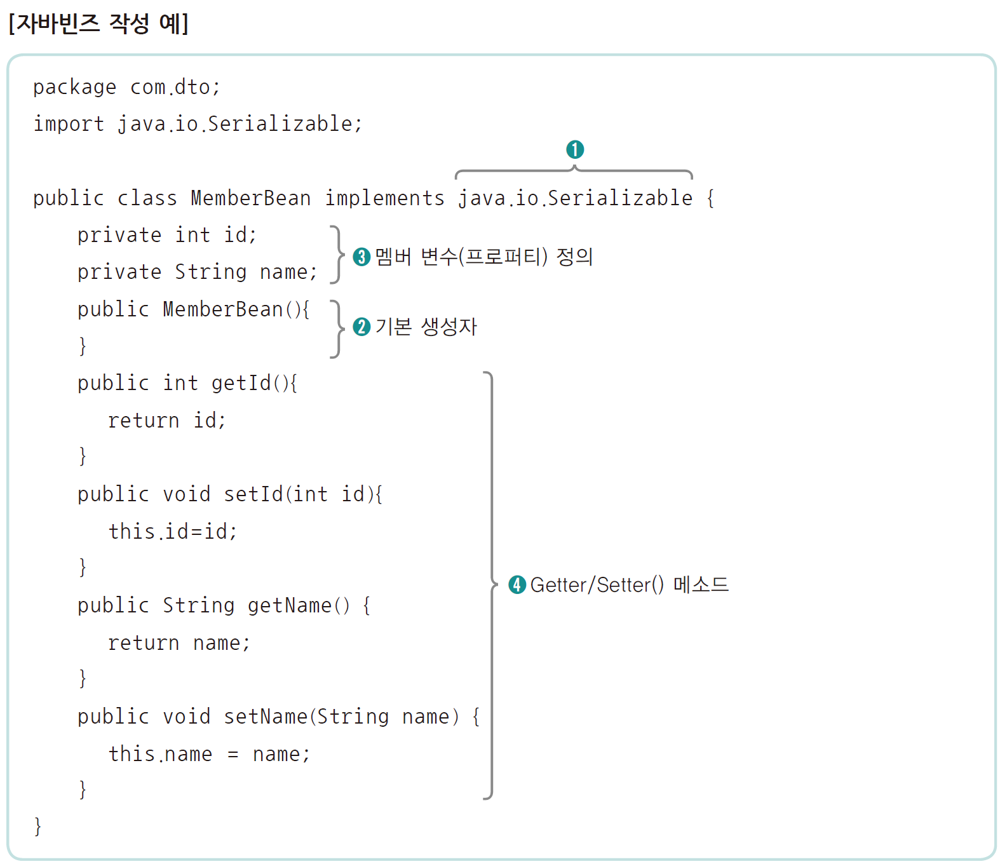 [자바빈즈 작성 예]
package com.dto;
import java.io.Serializable;
❶
public class MemberBean implements java.io.Serializable {
private int id;
private String name;
❸ 멤버 변수(프로퍼티) 정의
public MemberBean(){
}
❷ 기본 생성자
public int getId(){
return id;
}
public void setId(int id){
this.id=id;
}
❹ Getter/Setter() 메소드
public String getName() {
return name;
}
public void setName(String name) {
this.name = name;
}
}